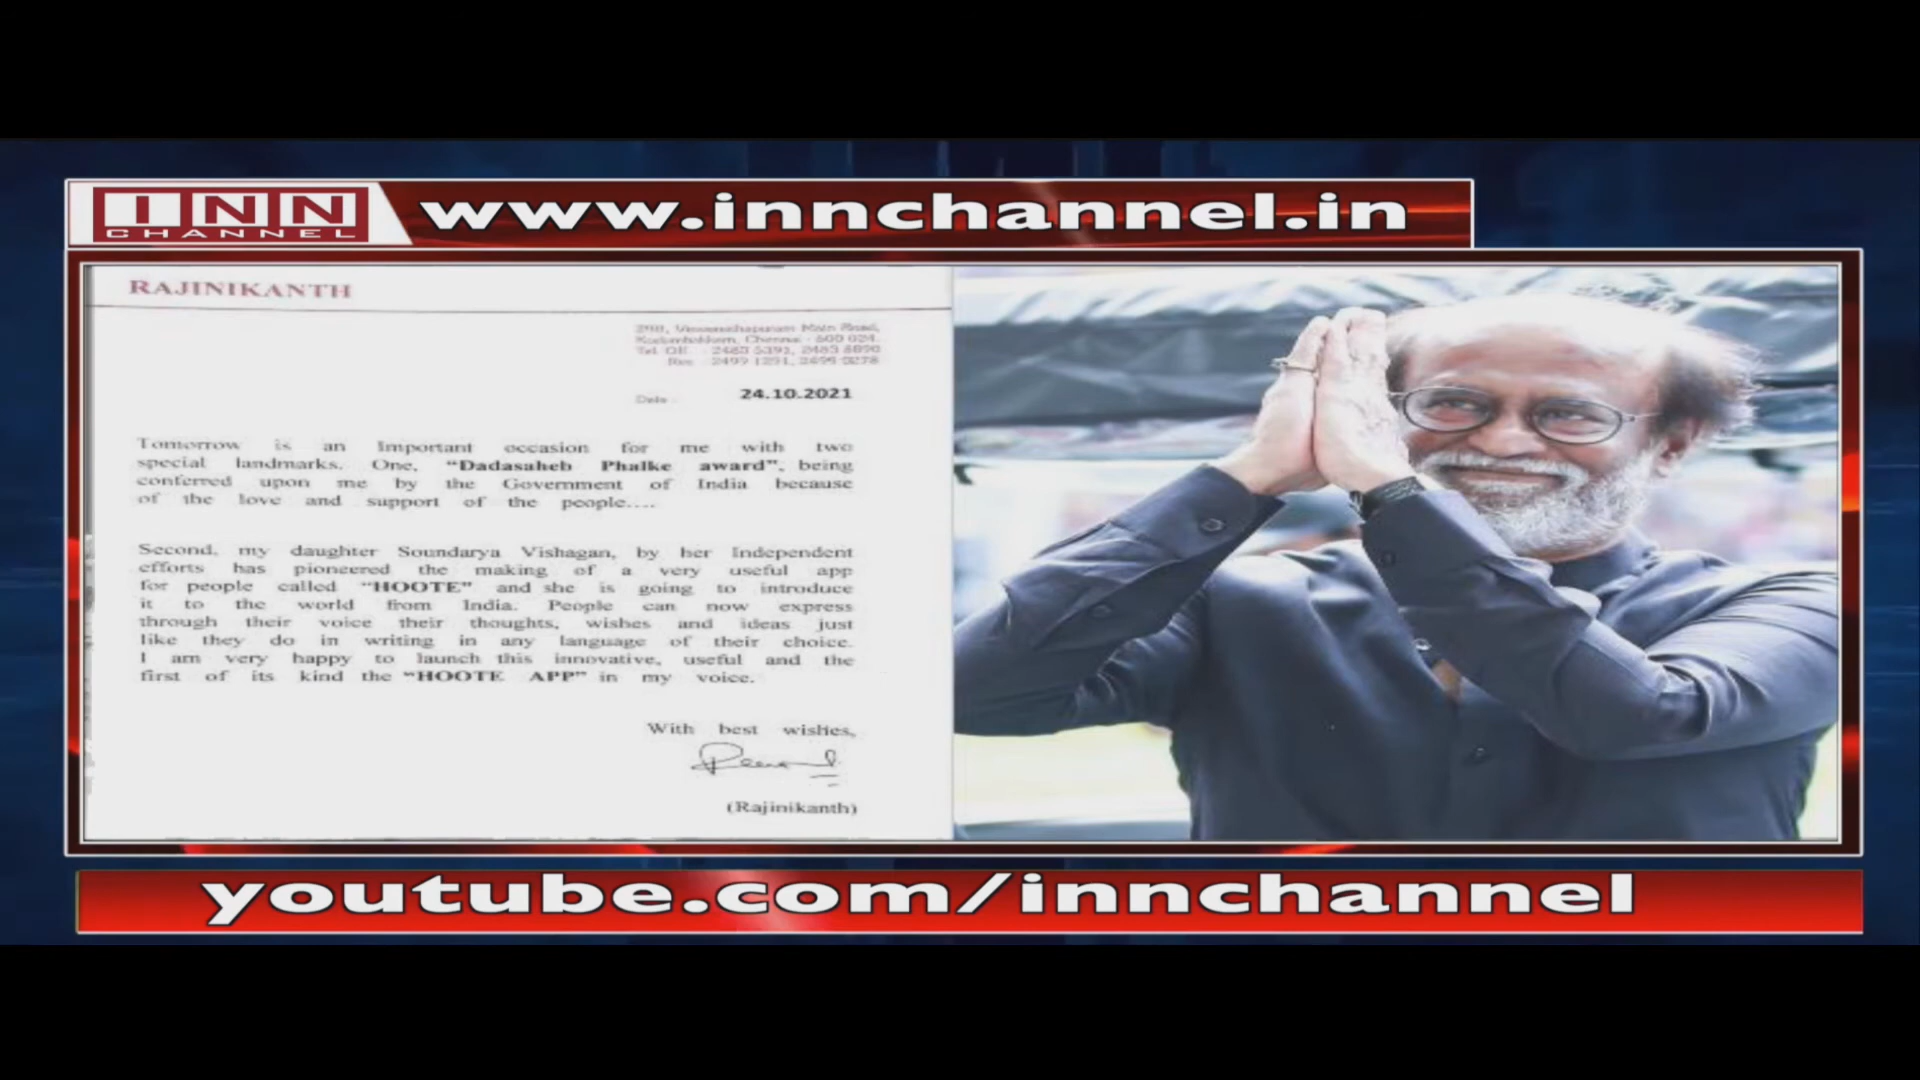 INN
CHANNEL
www.innchannel.in
RAJINIKANTH
Main Road,
Chennai - 600 024.
Date :
24.10.2021
Tomorrow is an Important occasion for me with two
special landmarks. One, “Dadasaheb Phalke award”, being
conferred upon me by the Government of India because
of the love and support of the people....
Second, my daughter Soundarya Vishagan, by her Independent
efforts has pioneered the making of a very useful app
for people called “HOOTE” and she is going to introduce
it to the world from India. People can now express
through their voice their thoughts, wishes and ideas just
like they do in writing in any language of their choice.
I am very happy to launch this innovative, useful and the
first of its kind the “HOOTE APP” in my voice.
With best wishes,
(Rajinikanth)
youtube.com/innchannel